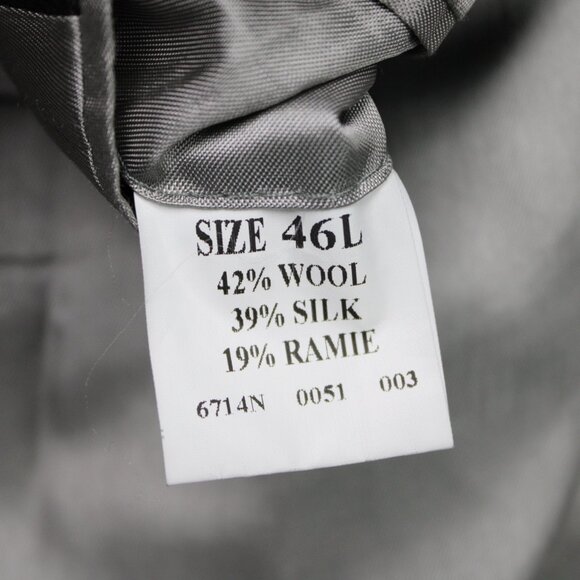 SIZE 46L
42% WOOL
39% SILK
19% RAMIE
6714N 0051 003